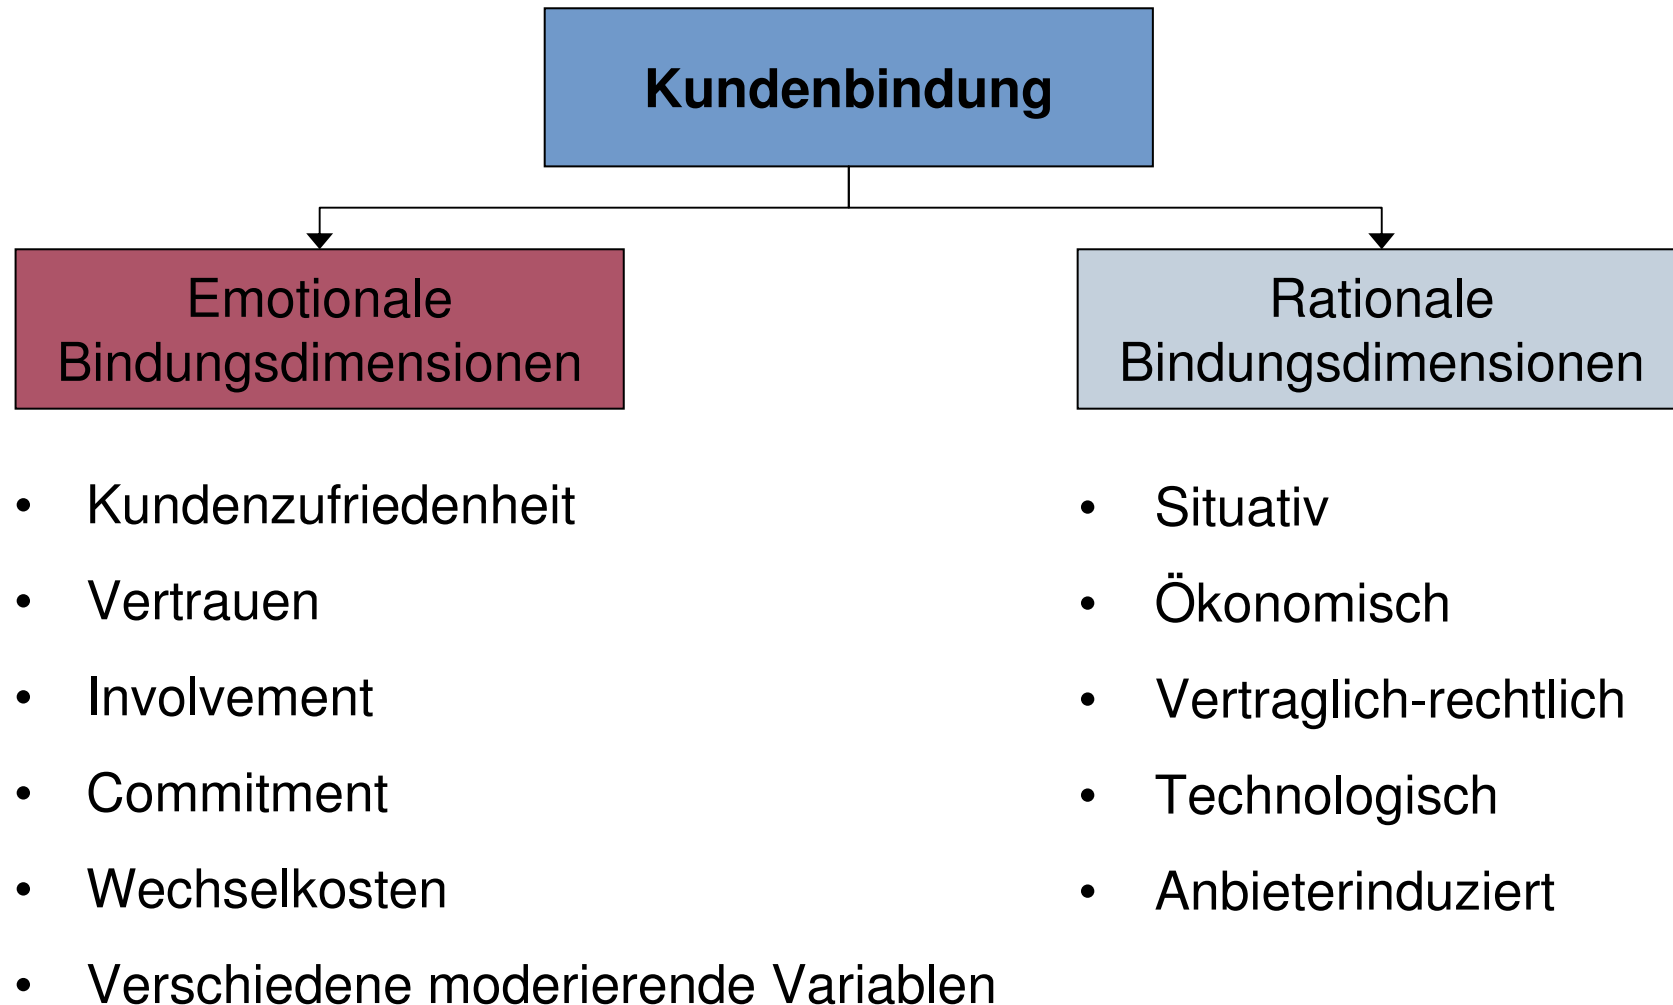 Kundenbindung
Emotionale
Bindungsdimensionen
• Kundenzufriedenheit
• Vertrauen
• Involvement
• Commitment
• Wechselkosten
• Verschiedene moderierende Variablen
Rationale
Bindungsdimensionen
• Situativ
• Ökonomisch
• Vertraglich-rechtlich
• Technologisch
• Anbieterinduziert